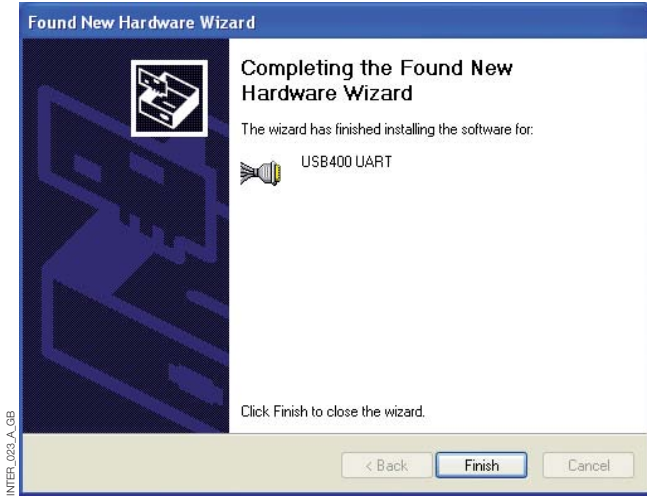 Found New Hardware Wizard
Completing the Found New
Hardware Wizard
The wizard has finished installing the software for:
USB400 UART
Click Finish to close the wizard.
< Back
Finish
Cancel
INTER_023_A_GB